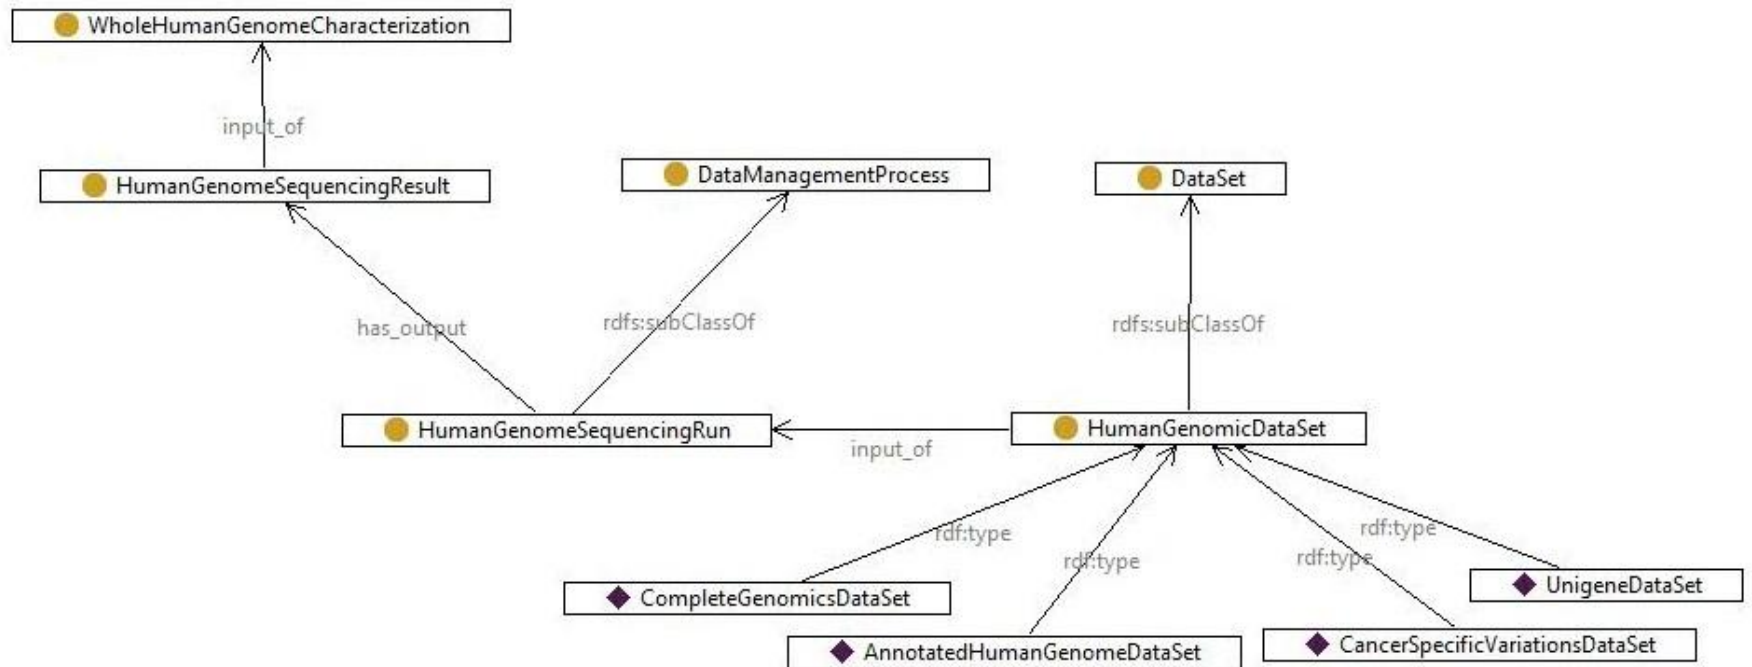 WholeHumanGenomeCharacterization
input_of
HumanGenomeSequencingResult
DataManagementProcess
DataSet
has_output
rdfs:subClassOf
rdfs:subClassOf
HumanGenomeSequencingRun
input_of
HumanGenomicDataSet
rdf:type
rdf:type
rdf:type
rdf:type
CompleteGenomicsDataSet
UnigeneDataSet
AnnotatedHumanGenomeDataSet
CancerSpecificVariationsDataSet